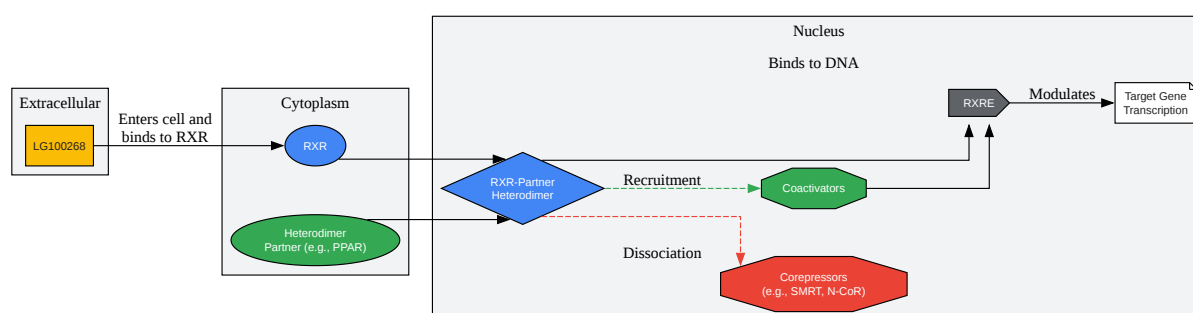 Nucleus
Binds to DNA
Extracellular
Cytoplasm
LG100268
Enters cell and
binds to RXR
RXR
Heterodimer
Partner (e.g., PPAR)
RXR-Partner
Heterodimer
Recruitment
Coactivators
Dissociation
Corepressors
(e.g., SMRT, N-CoR)
RXRE
Modulates
Target Gene
Transcription